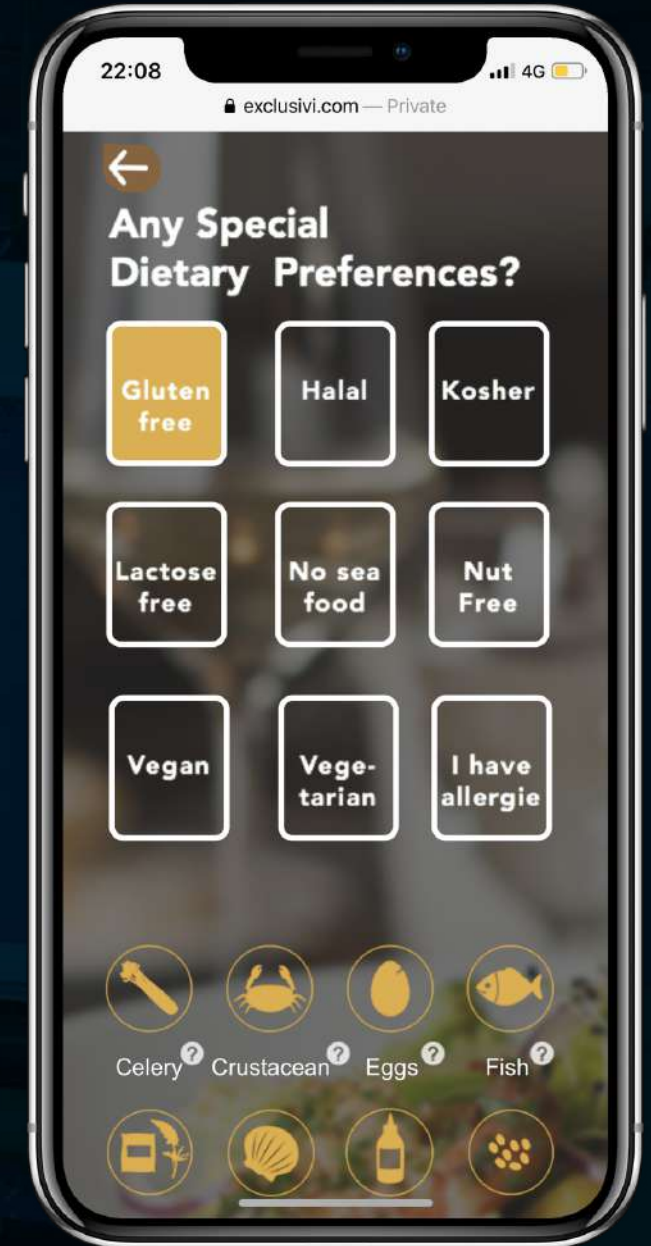 22:08
4G
exclusivi.com — Private
Any Special
Dietary Preferences?
Gluten
free
Halal
Kosher
Lactose
free
No sea
food
Nut
Free
Vegan
Vege-
tarian
I have
allergie
Celery ? Crustacean ? Eggs ? Fish ?